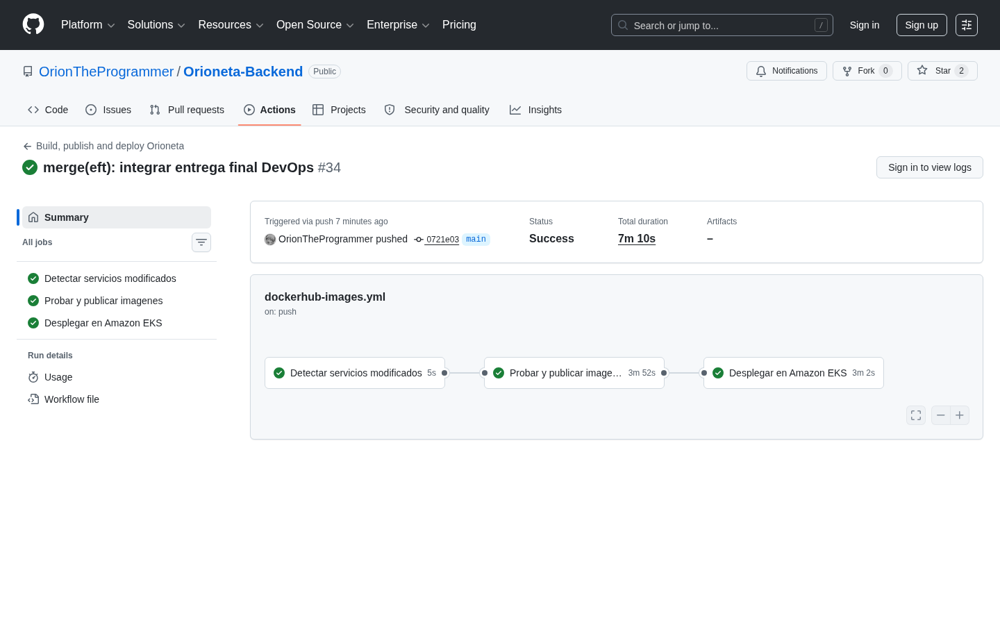 Platform Solutions Resources Open Source Enterprise Pricing Search or jump to... / Sign in Sign up
OrionTheProgrammer / Orioneta-Backend Public Notifications Fork 0 Star 2
Code Issues Pull requests Actions Projects Security and quality Insights
Build, publish and deploy Orioneta
merge(eft): integrar entrega final DevOps #34 Sign in to view logs
Summary
All jobs
Detectar servicios modificados
Probar y publicar imagenes
Desplegar en Amazon EKS
Run details
Usage
Workflow file
Triggered via push 7 minutes ago Status Total duration Artifacts
OrionTheProgrammer pushed 0721e03 main Success 7m 10s –
dockerhub-images.yml
on: push
Detectar servicios modificados 5s Probar y publicar image… 3m 52s Desplegar en Amazon EKS 3m 2s